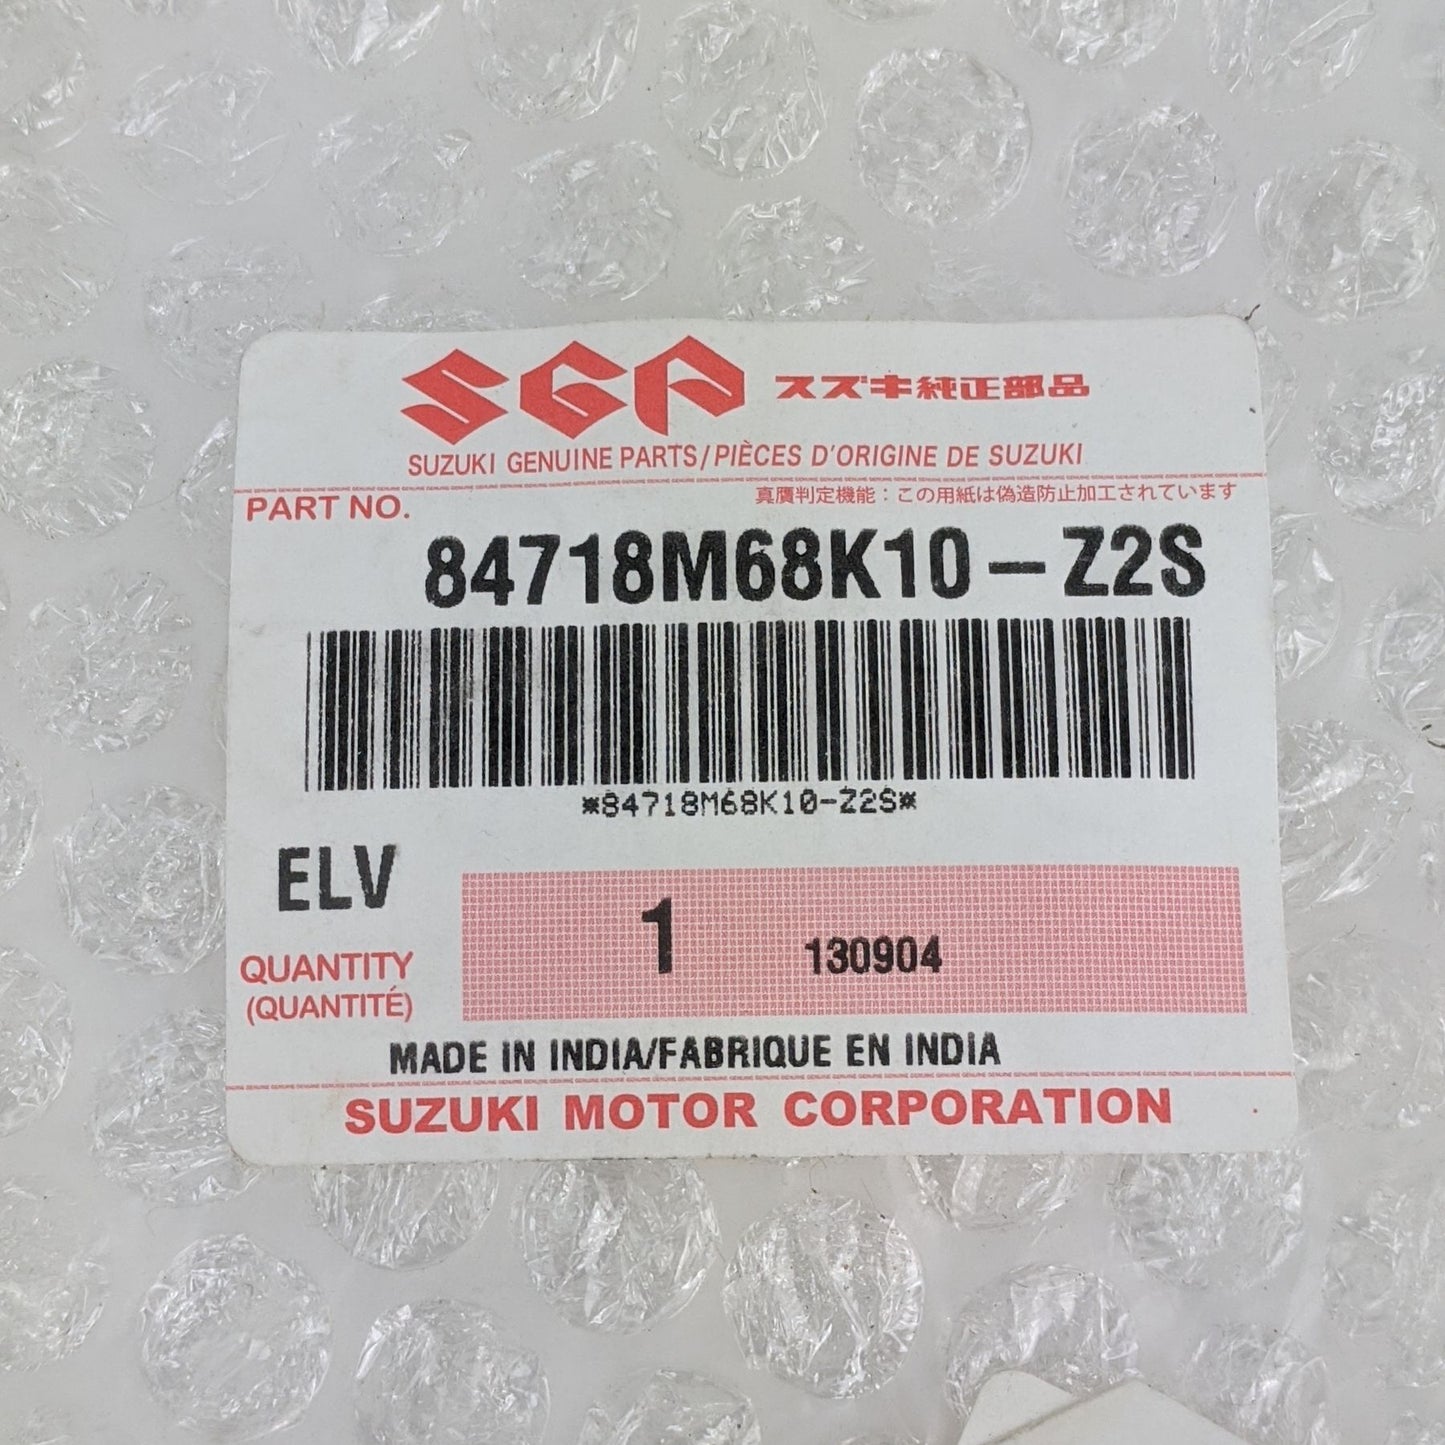 SGP スズキ純正部品
SUZUKI GENUINE PARTS/PIÈCES D'ORIGINE DE SUZUKI
PART NO.
真贋判定機能：この用紙は偽造防止加工されています
84718M68K10-Z2S
*84718M68K10-Z2S*
ELV
QUANTITY
(QUANTITÉ)
1 130904
MADE IN INDIA/FABRIQUE EN INDIA
SUZUKI MOTOR CORPORATION